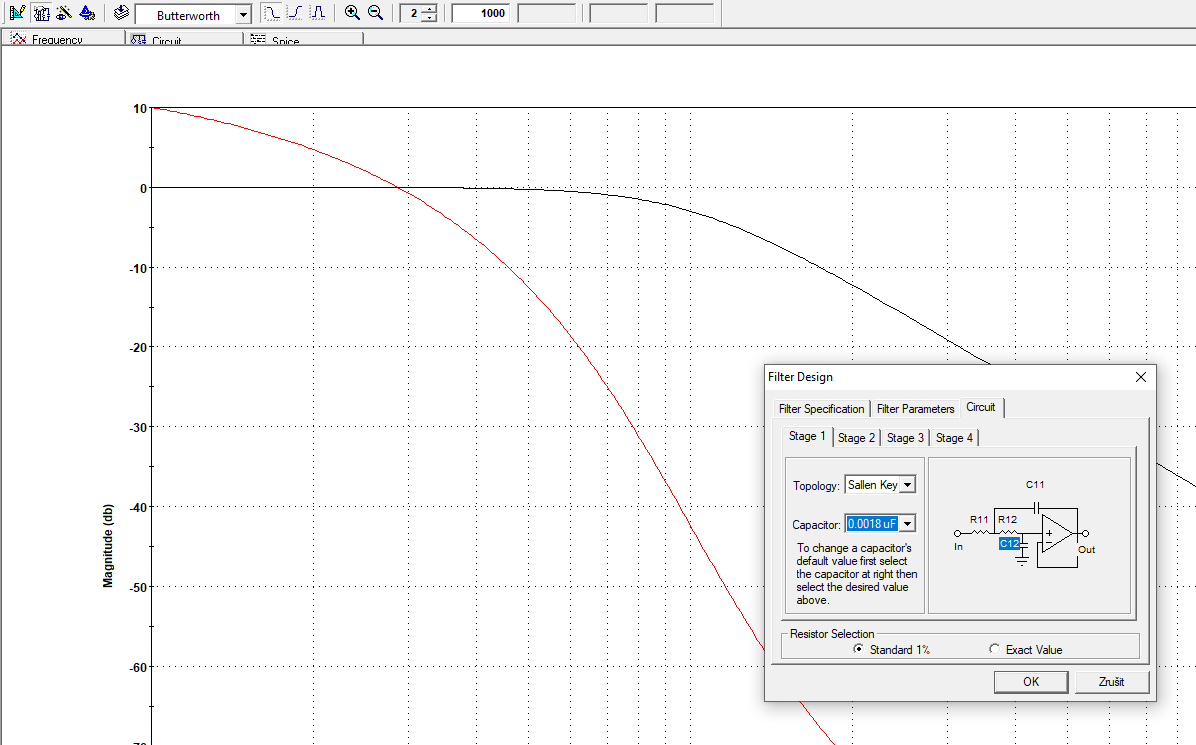 Butterworth
2
1000
Frequency
Circuit
Spice
10
0
-10
-20
-30
-40
-50
-60
-70
Magnitude (db)
Filter Design
Filter Specification
Filter Parameters
Circuit
Stage 1
Stage 2
Stage 3
Stage 4
Topology:
Sallen Key
Capacitor:
0.0018 uF
To change a capacitor's
default value first select
the capacitor at right then
select the desired value
above.
C11
R11
R12
C12
In
+
-
Out
Resistor Selection
Standard 1%
Exact Value
OK
Zrušit